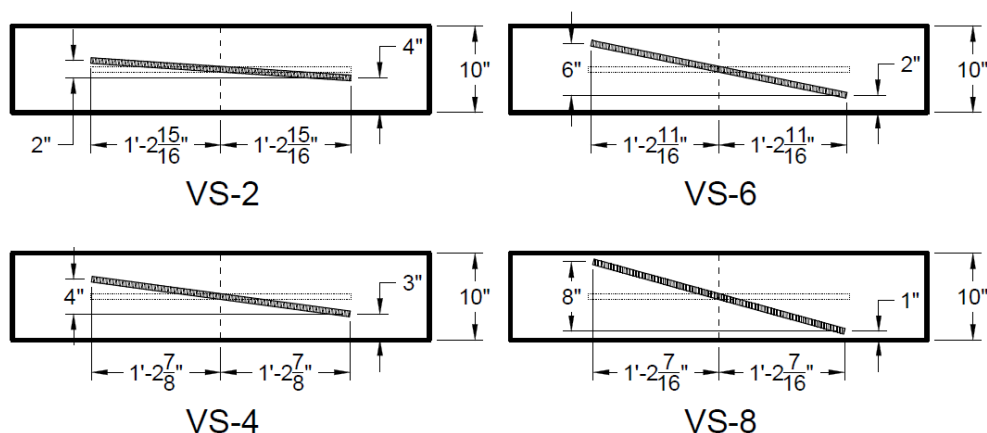 4"
10"
2"
1'-2 15/16" 1'-2 15/16"
VS-2
6"
2"
10"
1'-2 11/16" 1'-2 11/16"
VS-6
4"
3"
10"
1'-2 7/8" 1'-2 7/8"
VS-4
8"
1"
10"
1'-2 7/16" 1'-2 7/16"
VS-8